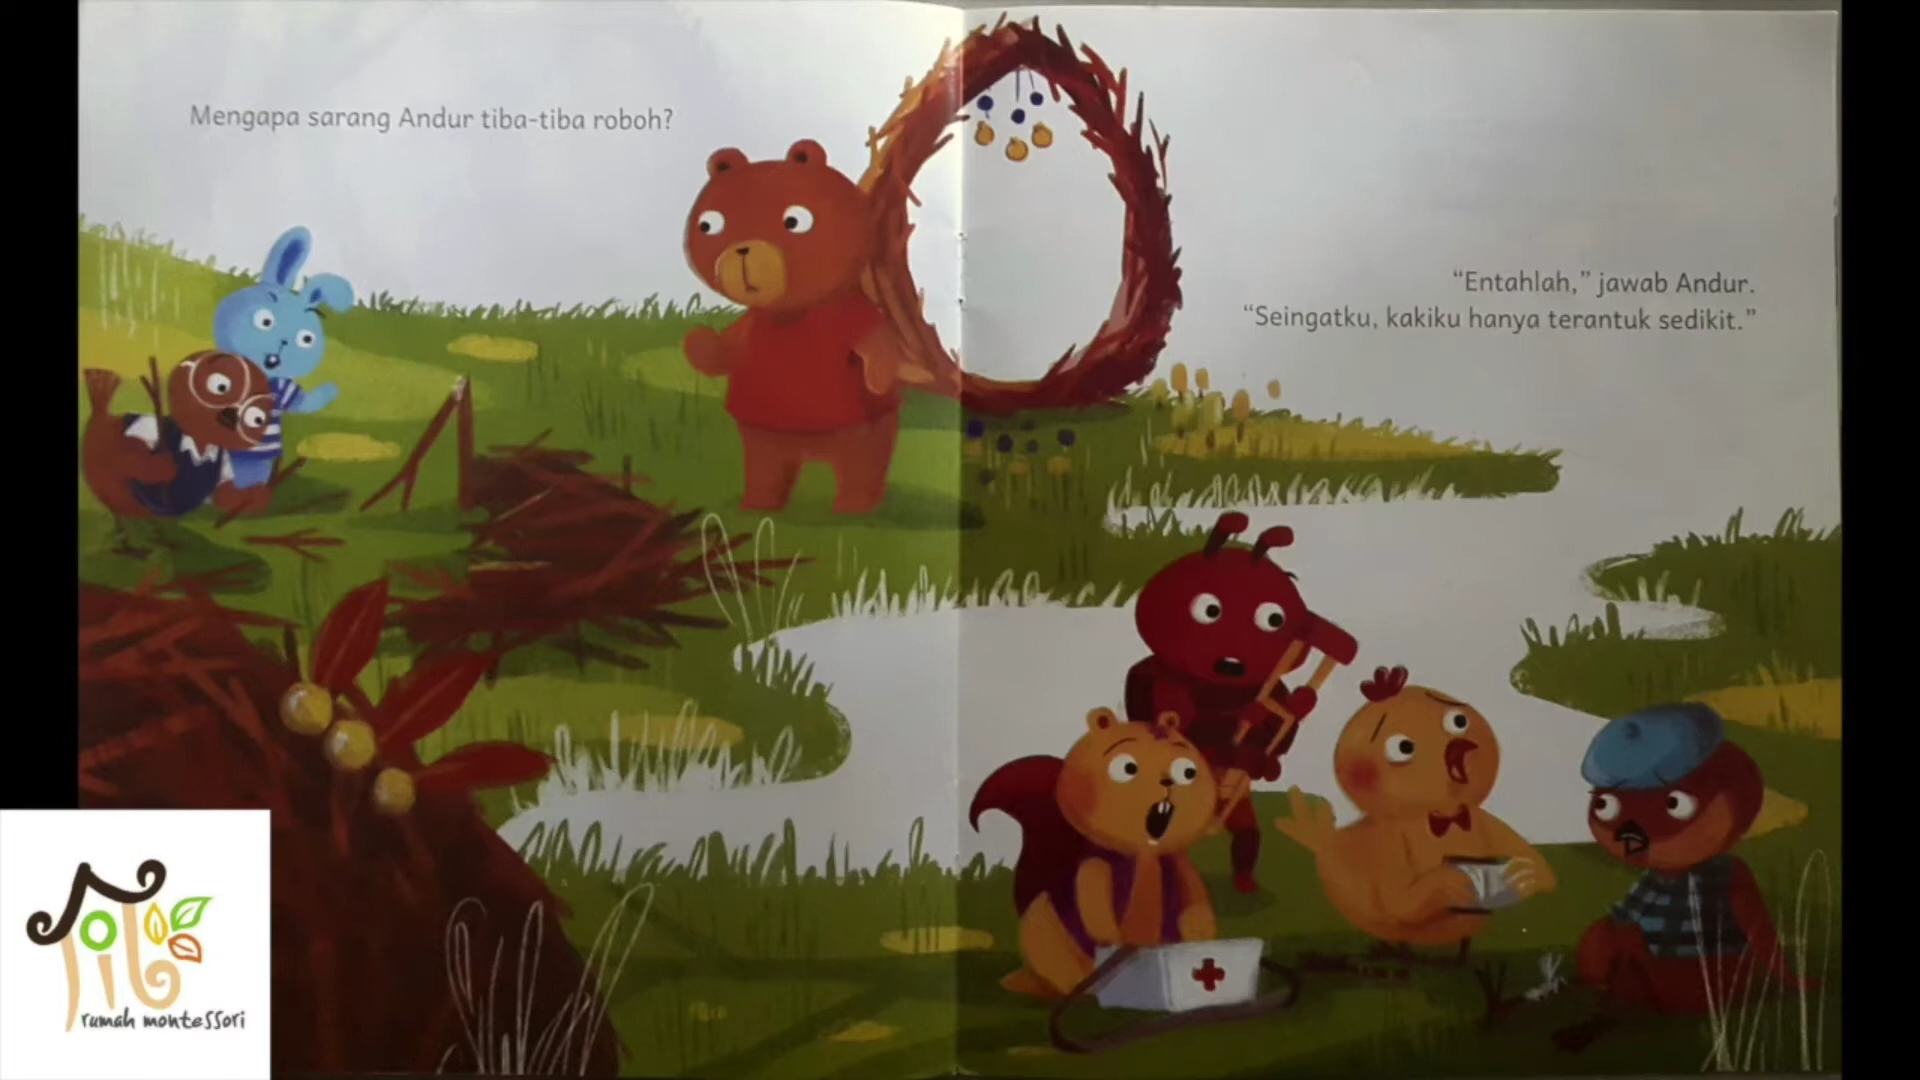 Mengapa sarang Andur tiba-tiba roboh?
“Entahlah,” jawab Andur.
“Seingatku, kakiku hanya terantuk sedikit.”
rumah montessori